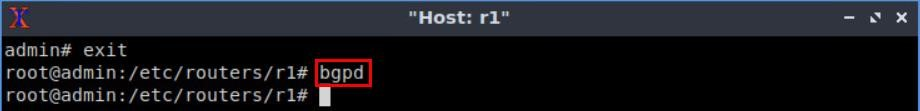 "Host: r1"
admin# exit
root@admin:/etc/routers/r1# bgpd
root@admin:/etc/routers/r1#